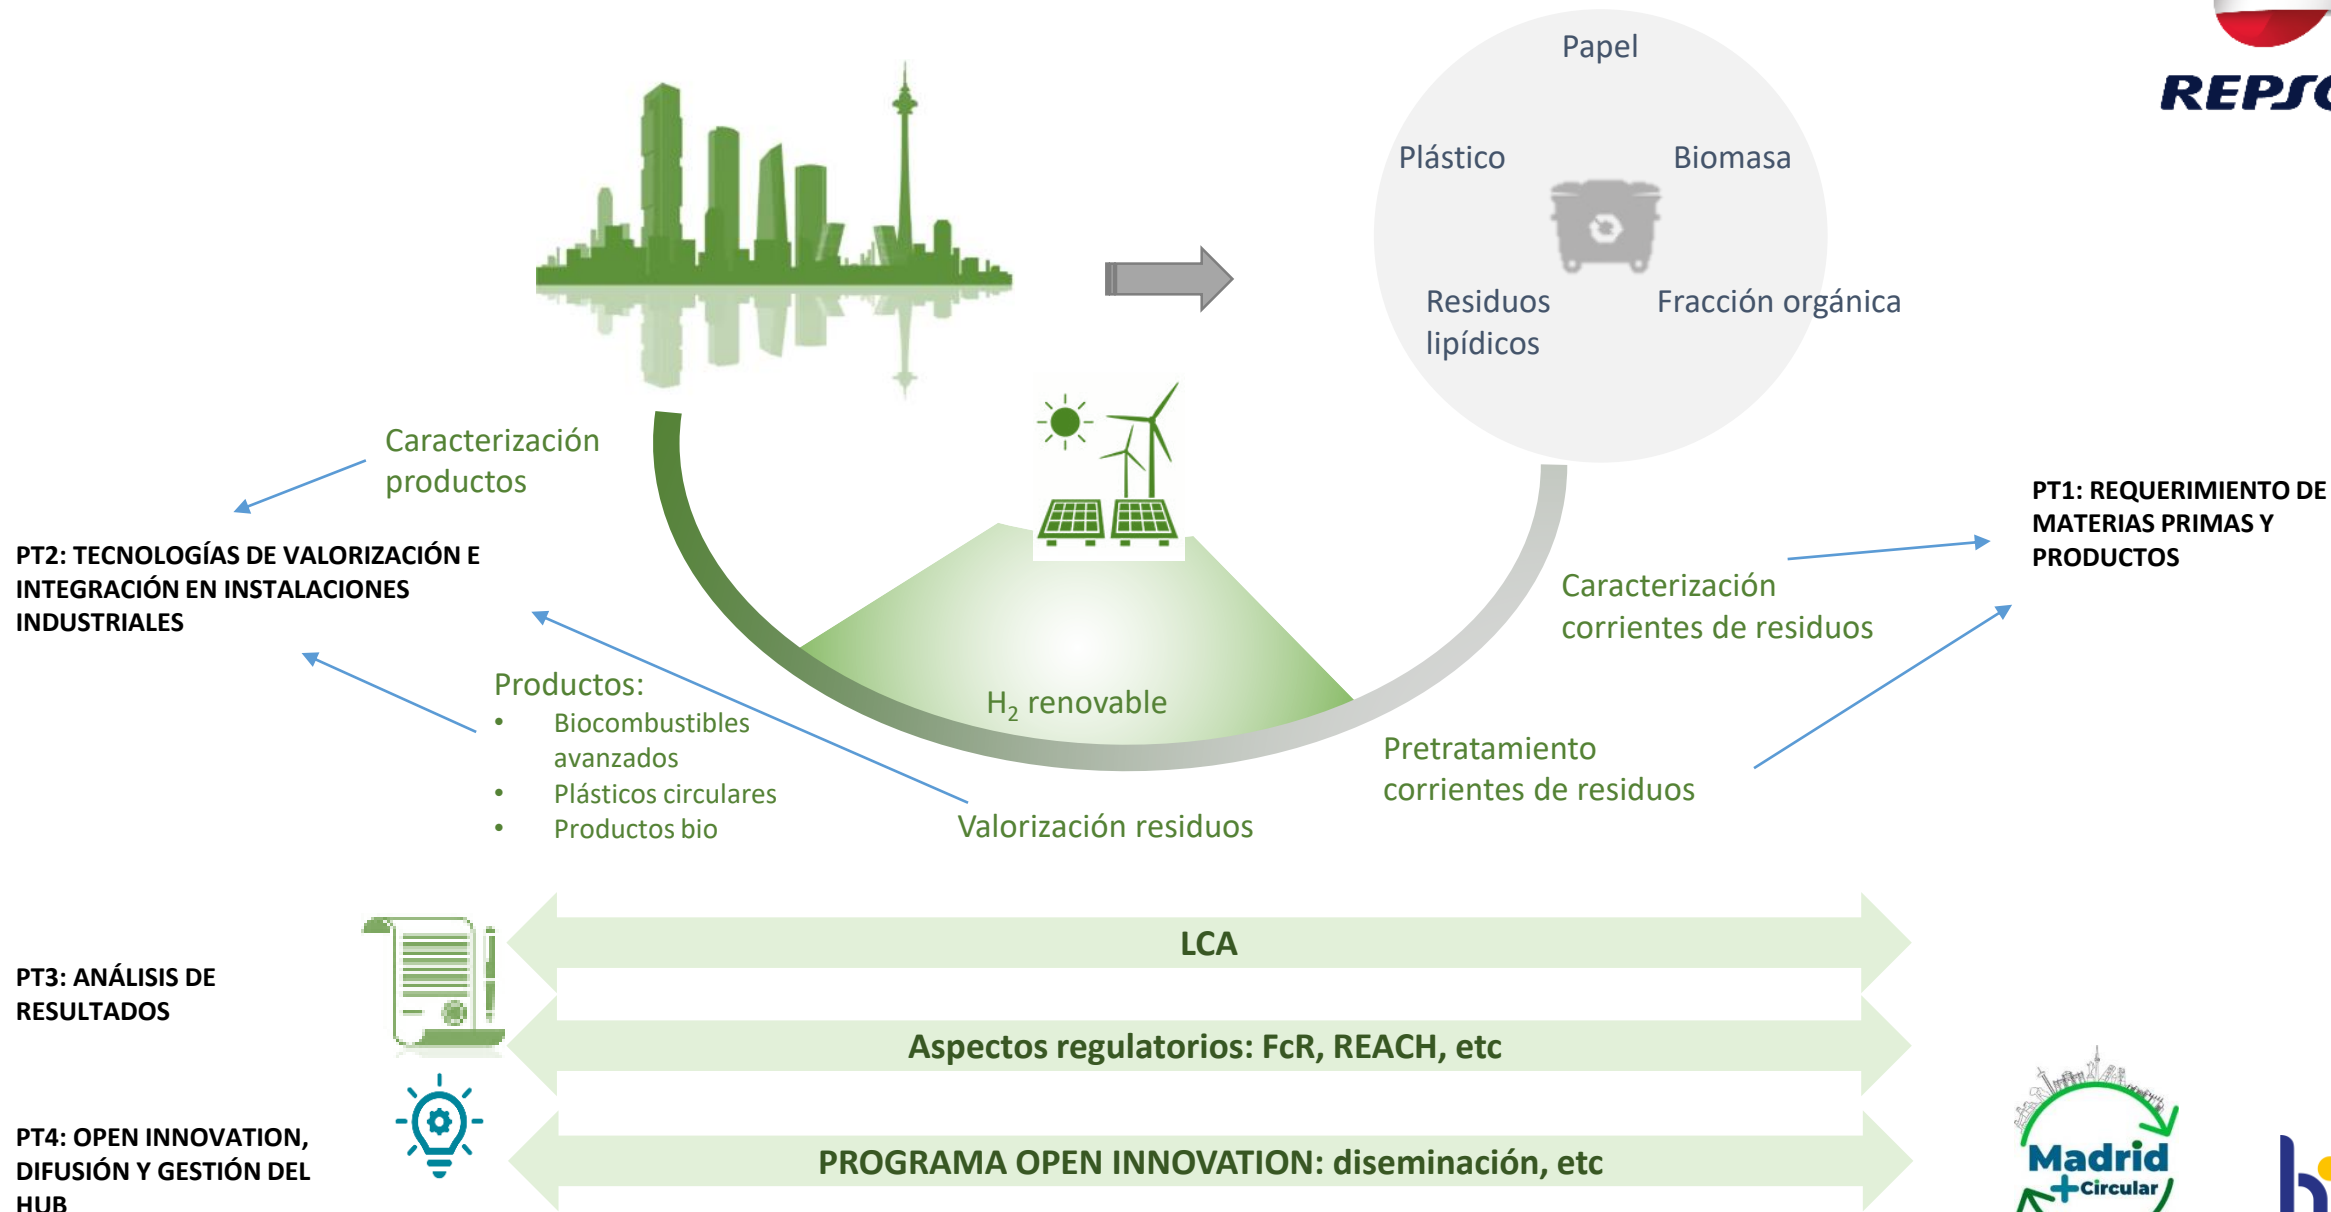 Papel
Plástico
Biomasa
Residuos
lipídicos
Fracción orgánica
Caracterización
productos
PT1: REQUERIMIENTO DE
MATERIAS PRIMAS Y
PRODUCTOS
PT2: TECNOLOGÍAS DE VALORIZACIÓN E
INTEGRACIÓN EN INSTALACIONES
INDUSTRIALES
Caracterización
corrientes de residuos
Productos:
• Biocombustibles
avanzados
• Plásticos circulares
• Productos bio
H₂ renovable
Pretratamiento
corrientes de residuos
Valorización residuos
LCA
PT3: ANÁLISIS DE
RESULTADOS
Aspectos regulatorios: FcR, REACH, etc
PT4: OPEN INNOVATION,
DIFUSIÓN Y GESTIÓN DEL
HUB
PROGRAMA OPEN INNOVATION: diseminación, etc
Madrid
+Circular